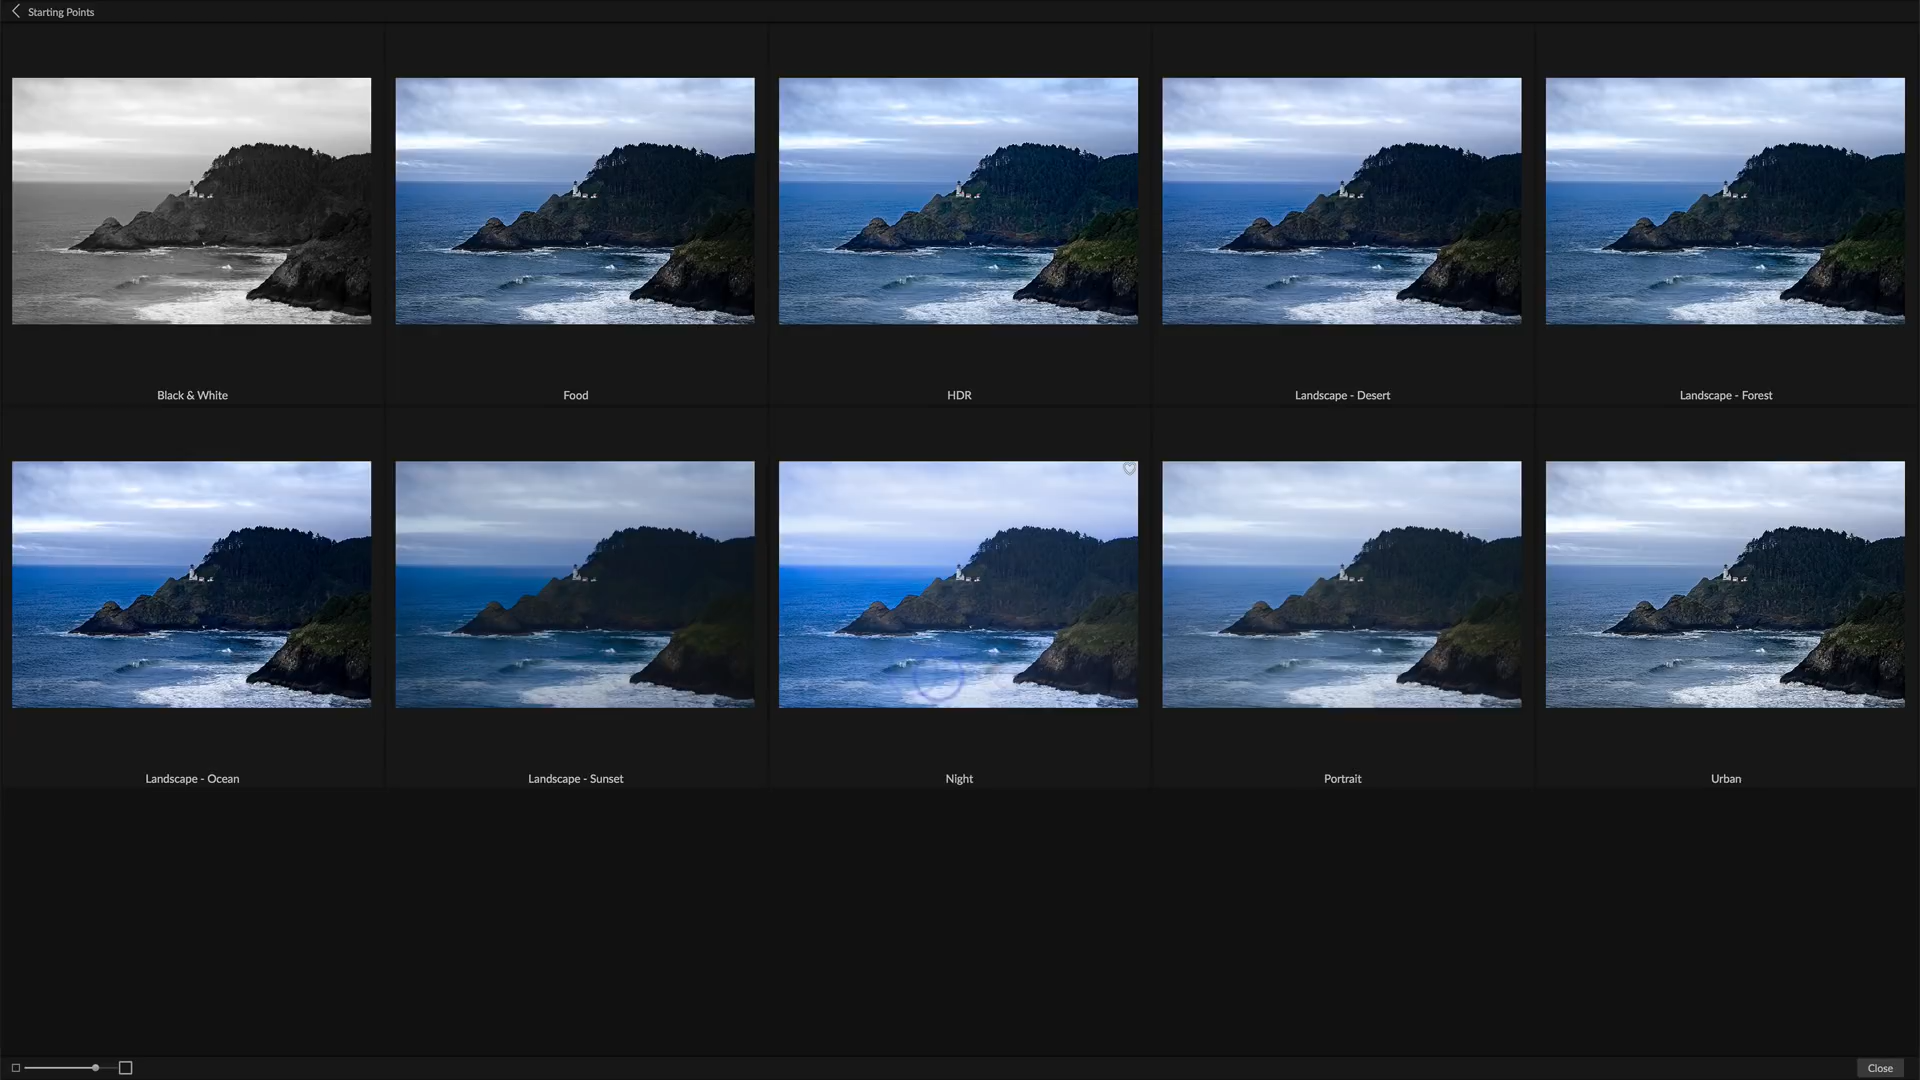 Starting Points
Black & White
Food
HDR
Landscape - Desert
Landscape - Forest
Landscape - Ocean
Landscape - Sunset
Night
Portrait
Urban
Close